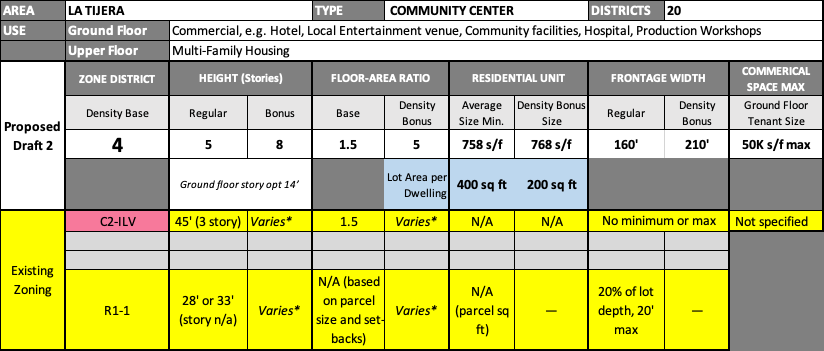 AREA LA TIJERA TYPE COMMUNITY CENTER DISTRICTS 20
USE Ground Floor Commercial, e.g. Hotel, Local Entertainment venue, Community facilities, Hospital, Production Workshops
Upper Floor Multi-Family Housing
ZONE DISTRICT HEIGHT (Stories) FLOOR-AREA RATIO RESIDENTIAL UNIT FRONTAGE WIDTH COMMERICAL
SPACE MAX
Density Base Regular Bonus Base Density
Bonus Average
Size Min. Density Bonus
Size Regular Density
Bonus Ground Floor
Tenant Size
Proposed
Draft 2
4 5 8 1.5 5 758 s/f 768 s/f 160' 210' 50K s/f max
Ground floor story opt 14’
Lot Area per
Dwelling
400 sq ft 200 sq ft
Existing
Zoning
C2-ILV 45' (3 story) Varies* 1.5 Varies* N/A N/A No minimum or max Not specified
R1-1
28' or 33'
(story n/a)
Varies*
N/A (based
on parcel
size and set-
backs)
Varies*
N/A
(parcel sq
ft)
—
20% of lot
depth, 20'
max
—